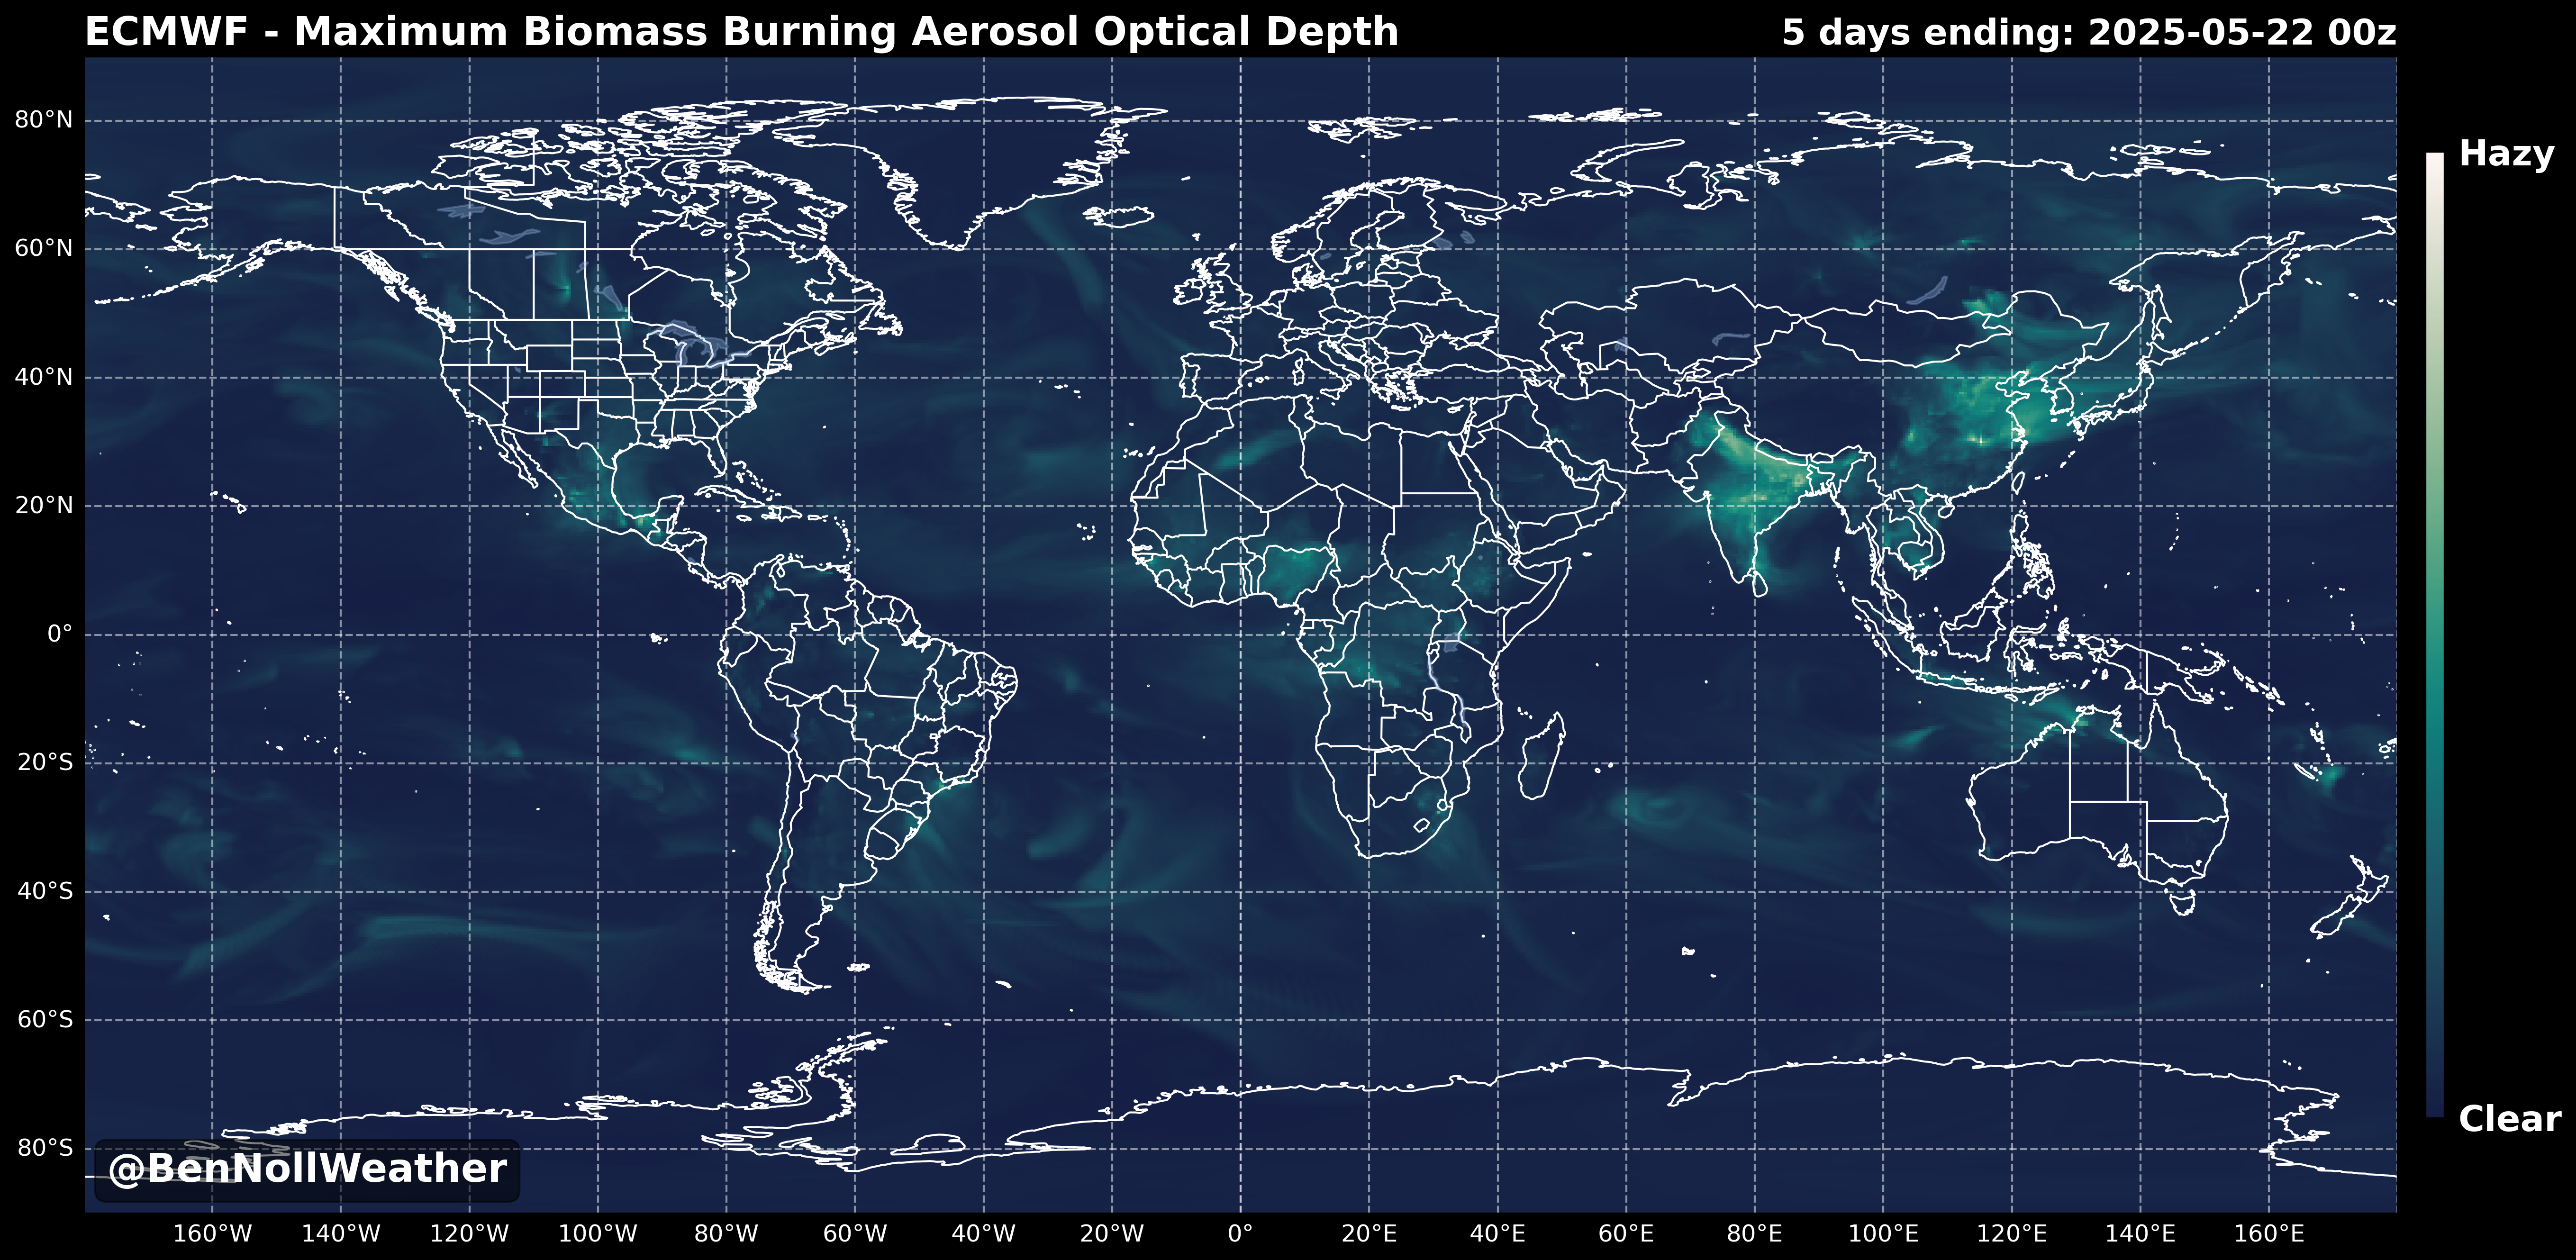 ECMWF - Maximum Biomass Burning Aerosol Optical Depth
5 days ending: 2025-05-22 00z
80°N
60°N
40°N
20°N
0°
20°S
40°S
60°S
80°S
Hazy
Clear
@BenNollWeather
160°W 140°W 120°W 100°W 80°W 60°W 40°W 20°W 0° 20°E 40°E 60°E 80°E 100°E 120°E 140°E 160°E